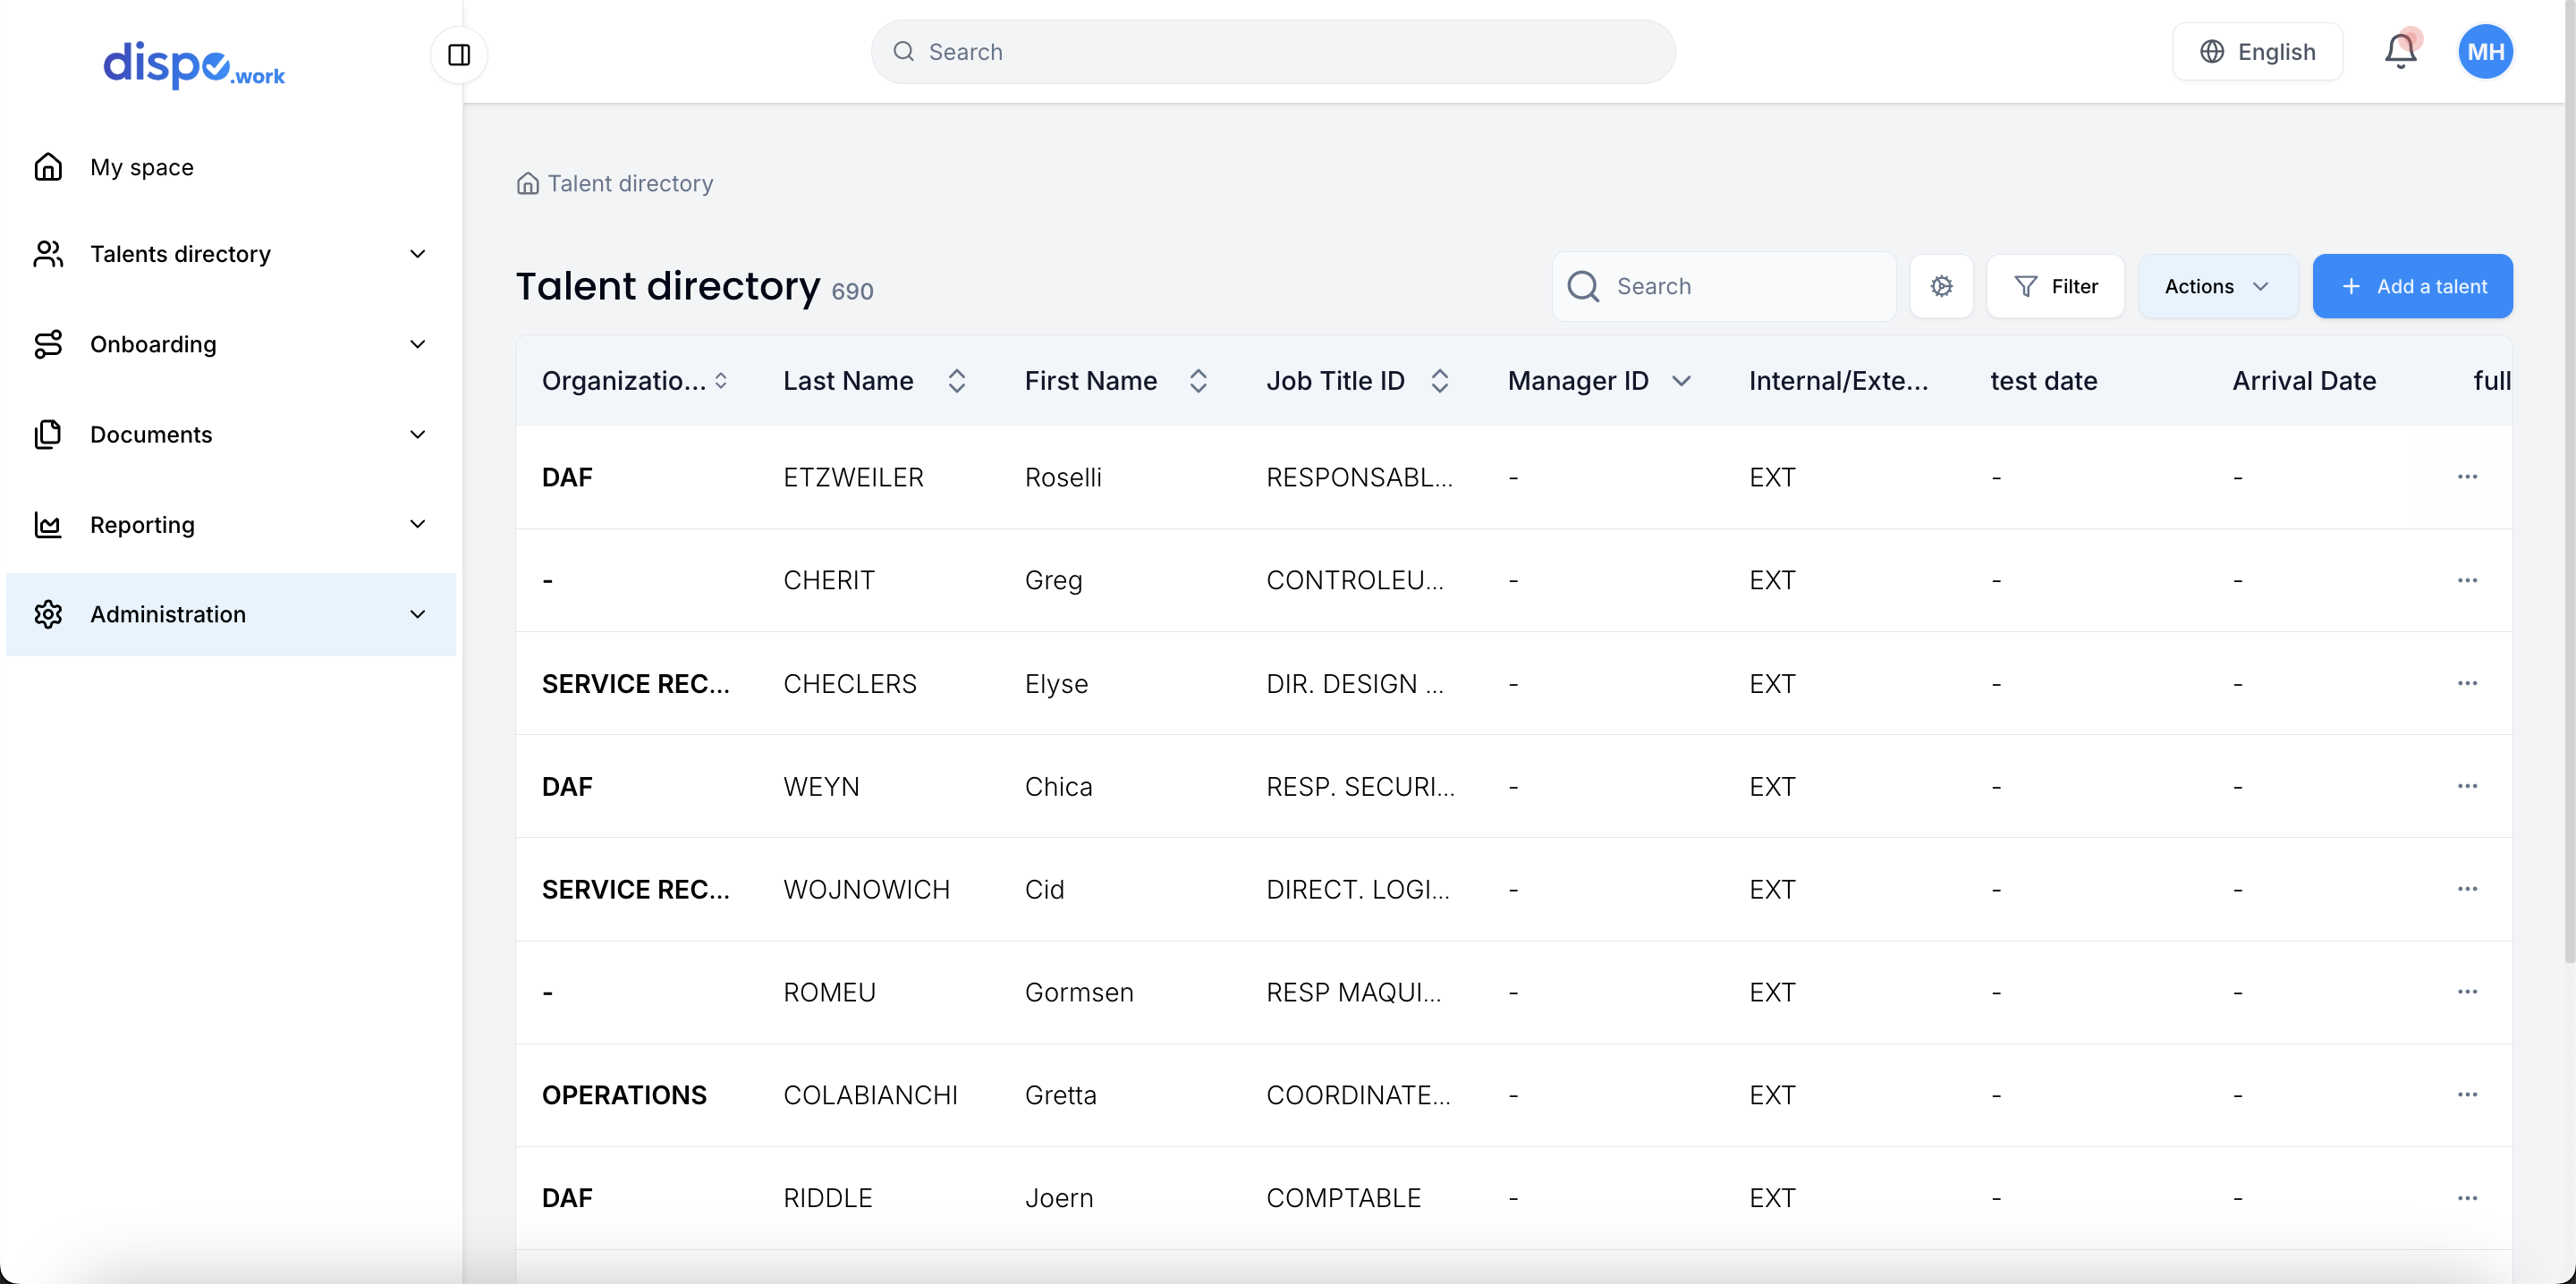 dispo.work
Search
English
MH
My space
Talents directory
Onboarding
Documents
Reporting
Administration
Talent directory
Talent directory 690
Search
Filter
Actions
+ Add a talent
Organizatio... Last Name First Name Job Title ID Manager ID Internal/Exte... test date Arrival Date full
DAF ETZWEILER Roselli RESPONSABL... - EXT - - ...
- CHERIT Greg CONTROLEU... - EXT - - ...
SERVICE REC... CHECLERS Elyse DIR. DESIGN ... - EXT - - ...
DAF WEYN Chica RESP. SECURI... - EXT - - ...
SERVICE REC... WOJNOWICH Cid DIRECT. LOGI... - EXT - - ...
- ROMEU Gormsen RESP MAQUI... - EXT - - ...
OPERATIONS COLABIANCHI Gretta COORDINATE... - EXT - - ...
DAF RIDDLE Joern COMPTABLE - EXT - - ...